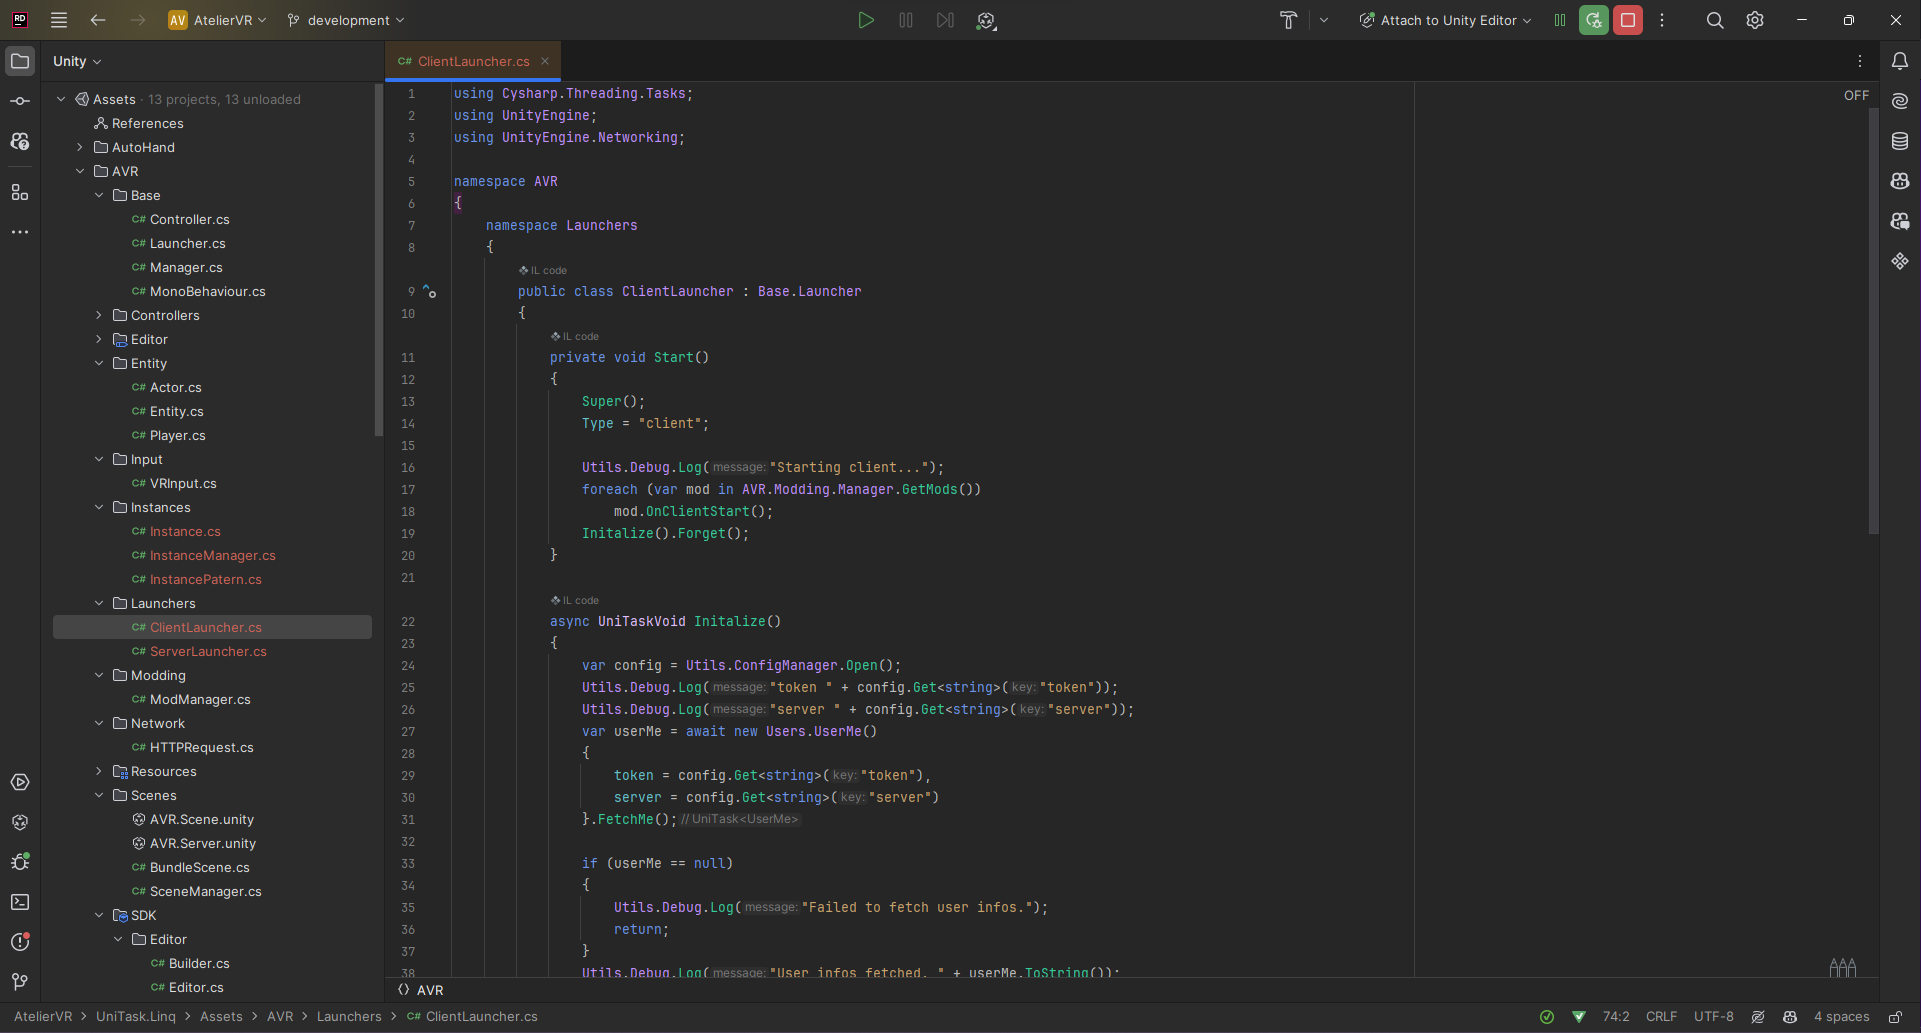 RD AV AtelierVR development Attach to Unity Editor
Unity
C# ClientLauncher.cs
Assets · 13 projects, 13 unloaded
References
AutoHand
AVR
Base
C# Controller.cs
C# Launcher.cs
C# Manager.cs
C# MonoBehaviour.cs
Controllers
Editor
Entity
C# Actor.cs
C# Entity.cs
C# Player.cs
Input
C# VRInput.cs
Instances
C# Instance.cs
C# InstanceManager.cs
C# InstancePatern.cs
Launchers
C# ClientLauncher.cs
C# ServerLauncher.cs
Modding
C# ModManager.cs
Network
C# HTTPRequest.cs
Resources
Scenes
AVR.Scene.unity
AVR.Server.unity
C# BundleScene.cs
C# SceneManager.cs
SDK
Editor
C# Builder.cs
C# Editor.cs
OFF
1 using Cysharp.Threading.Tasks;
2 using UnityEngine;
3 using UnityEngine.Networking;
4
5 namespace AVR
6 {
7 namespace Launchers
8 {
IL code
9 public class ClientLauncher : Base.Launcher
10 {
IL code
11 private void Start()
12 {
13 Super();
14 Type = "client";
15
16 Utils.Debug.Log( message: "Starting client...");
17 foreach (var mod in AVR.Modding.Manager.GetMods())
18 mod.OnClientStart();
19 Initalize().Forget();
20 }
21
IL code
22 async UniTaskVoid Initalize()
23 {
24 var config = Utils.ConfigManager.Open();
25 Utils.Debug.Log( message: "token " + config.Get<string>( key: "token"));
26 Utils.Debug.Log( message: "server " + config.Get<string>( key: "server"));
27 var userMe = await new Users.UserMe()
28 {
29 token = config.Get<string>( key: "token"),
30 server = config.Get<string>( key: "server")
31 }.FetchMe(); // UniTask<UserMe>
32
33 if (userMe == null)
34 {
35 Utils.Debug.Log( message: "Failed to fetch user infos.");
36 return;
37 }
38 Utils.Debug.Log( message: "User infos fetched. " + userMe.ToString());
AVR
AtelierVR > UniTask.Linq > Assets > AVR > Launchers > C# ClientLauncher.cs
74:2 CRLF UTF-8 4 spaces